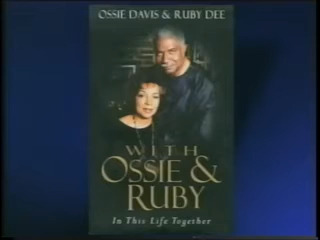 OSSIE DAVIS & RUBY DEE
WITH
OSSIE &
RUBY
In This Life Together